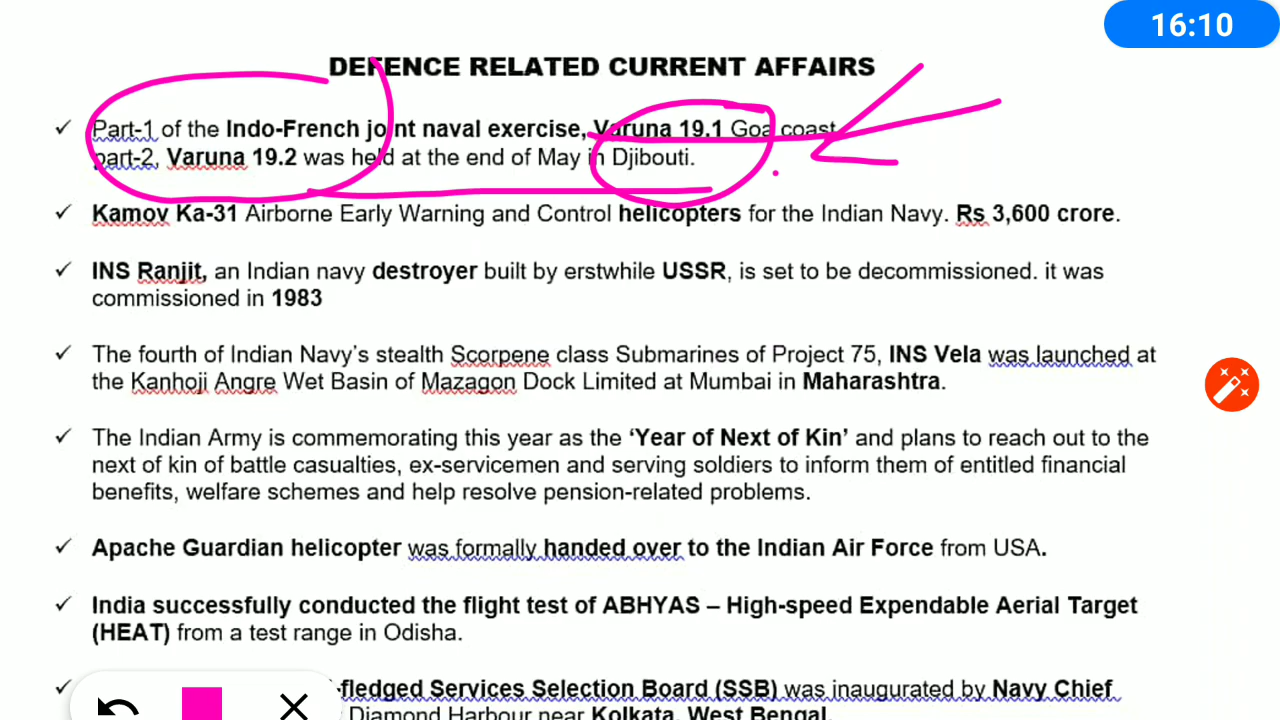 16:10
DEFENCE RELATED CURRENT AFFAIRS
✓ Part-1 of the Indo-French joint naval exercise, Varuna 19.1 Goa coast
part-2, Varuna 19.2 was held at the end of May in Djibouti.
✓ Kamov Ka-31 Airborne Early Warning and Control helicopters for the Indian Navy. Rs 3,600 crore.
✓ INS Ranjit, an Indian navy destroyer built by erstwhile USSR, is set to be decommissioned. it was
commissioned in 1983
✓ The fourth of Indian Navy’s stealth Scorpene class Submarines of Project 75, INS Vela was launched at
the Kanhoji Angre Wet Basin of Mazagon Dock Limited at Mumbai in Maharashtra.
✓ The Indian Army is commemorating this year as the ‘Year of Next of Kin’ and plans to reach out to the
next of kin of battle casualties, ex-servicemen and serving soldiers to inform them of entitled financial
benefits, welfare schemes and help resolve pension-related problems.
✓ Apache Guardian helicopter was formally handed over to the Indian Air Force from USA.
✓ India successfully conducted the flight test of ABHYAS – High-speed Expendable Aerial Target
(HEAT) from a test range in Odisha.
✓ -fledged Services Selection Board (SSB) was inaugurated by Navy Chief
Diamond Harbour near Kolkata, West Bengal.